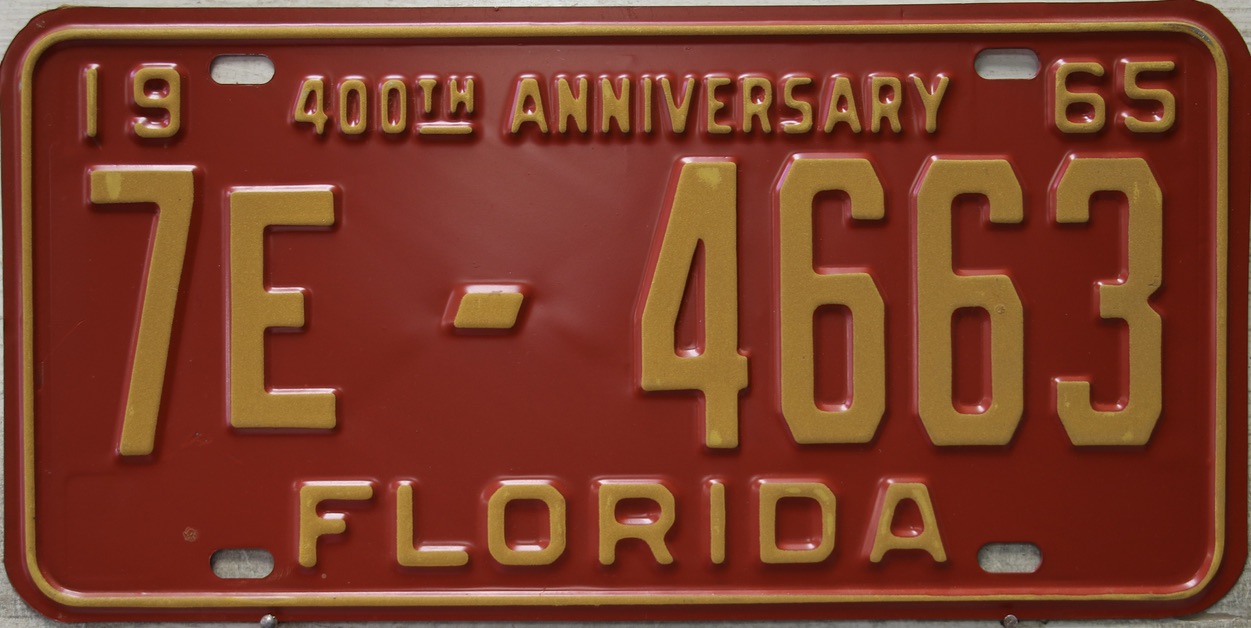 19 400TH ANNIVERSARY 65
7E - 4663
FLORIDA